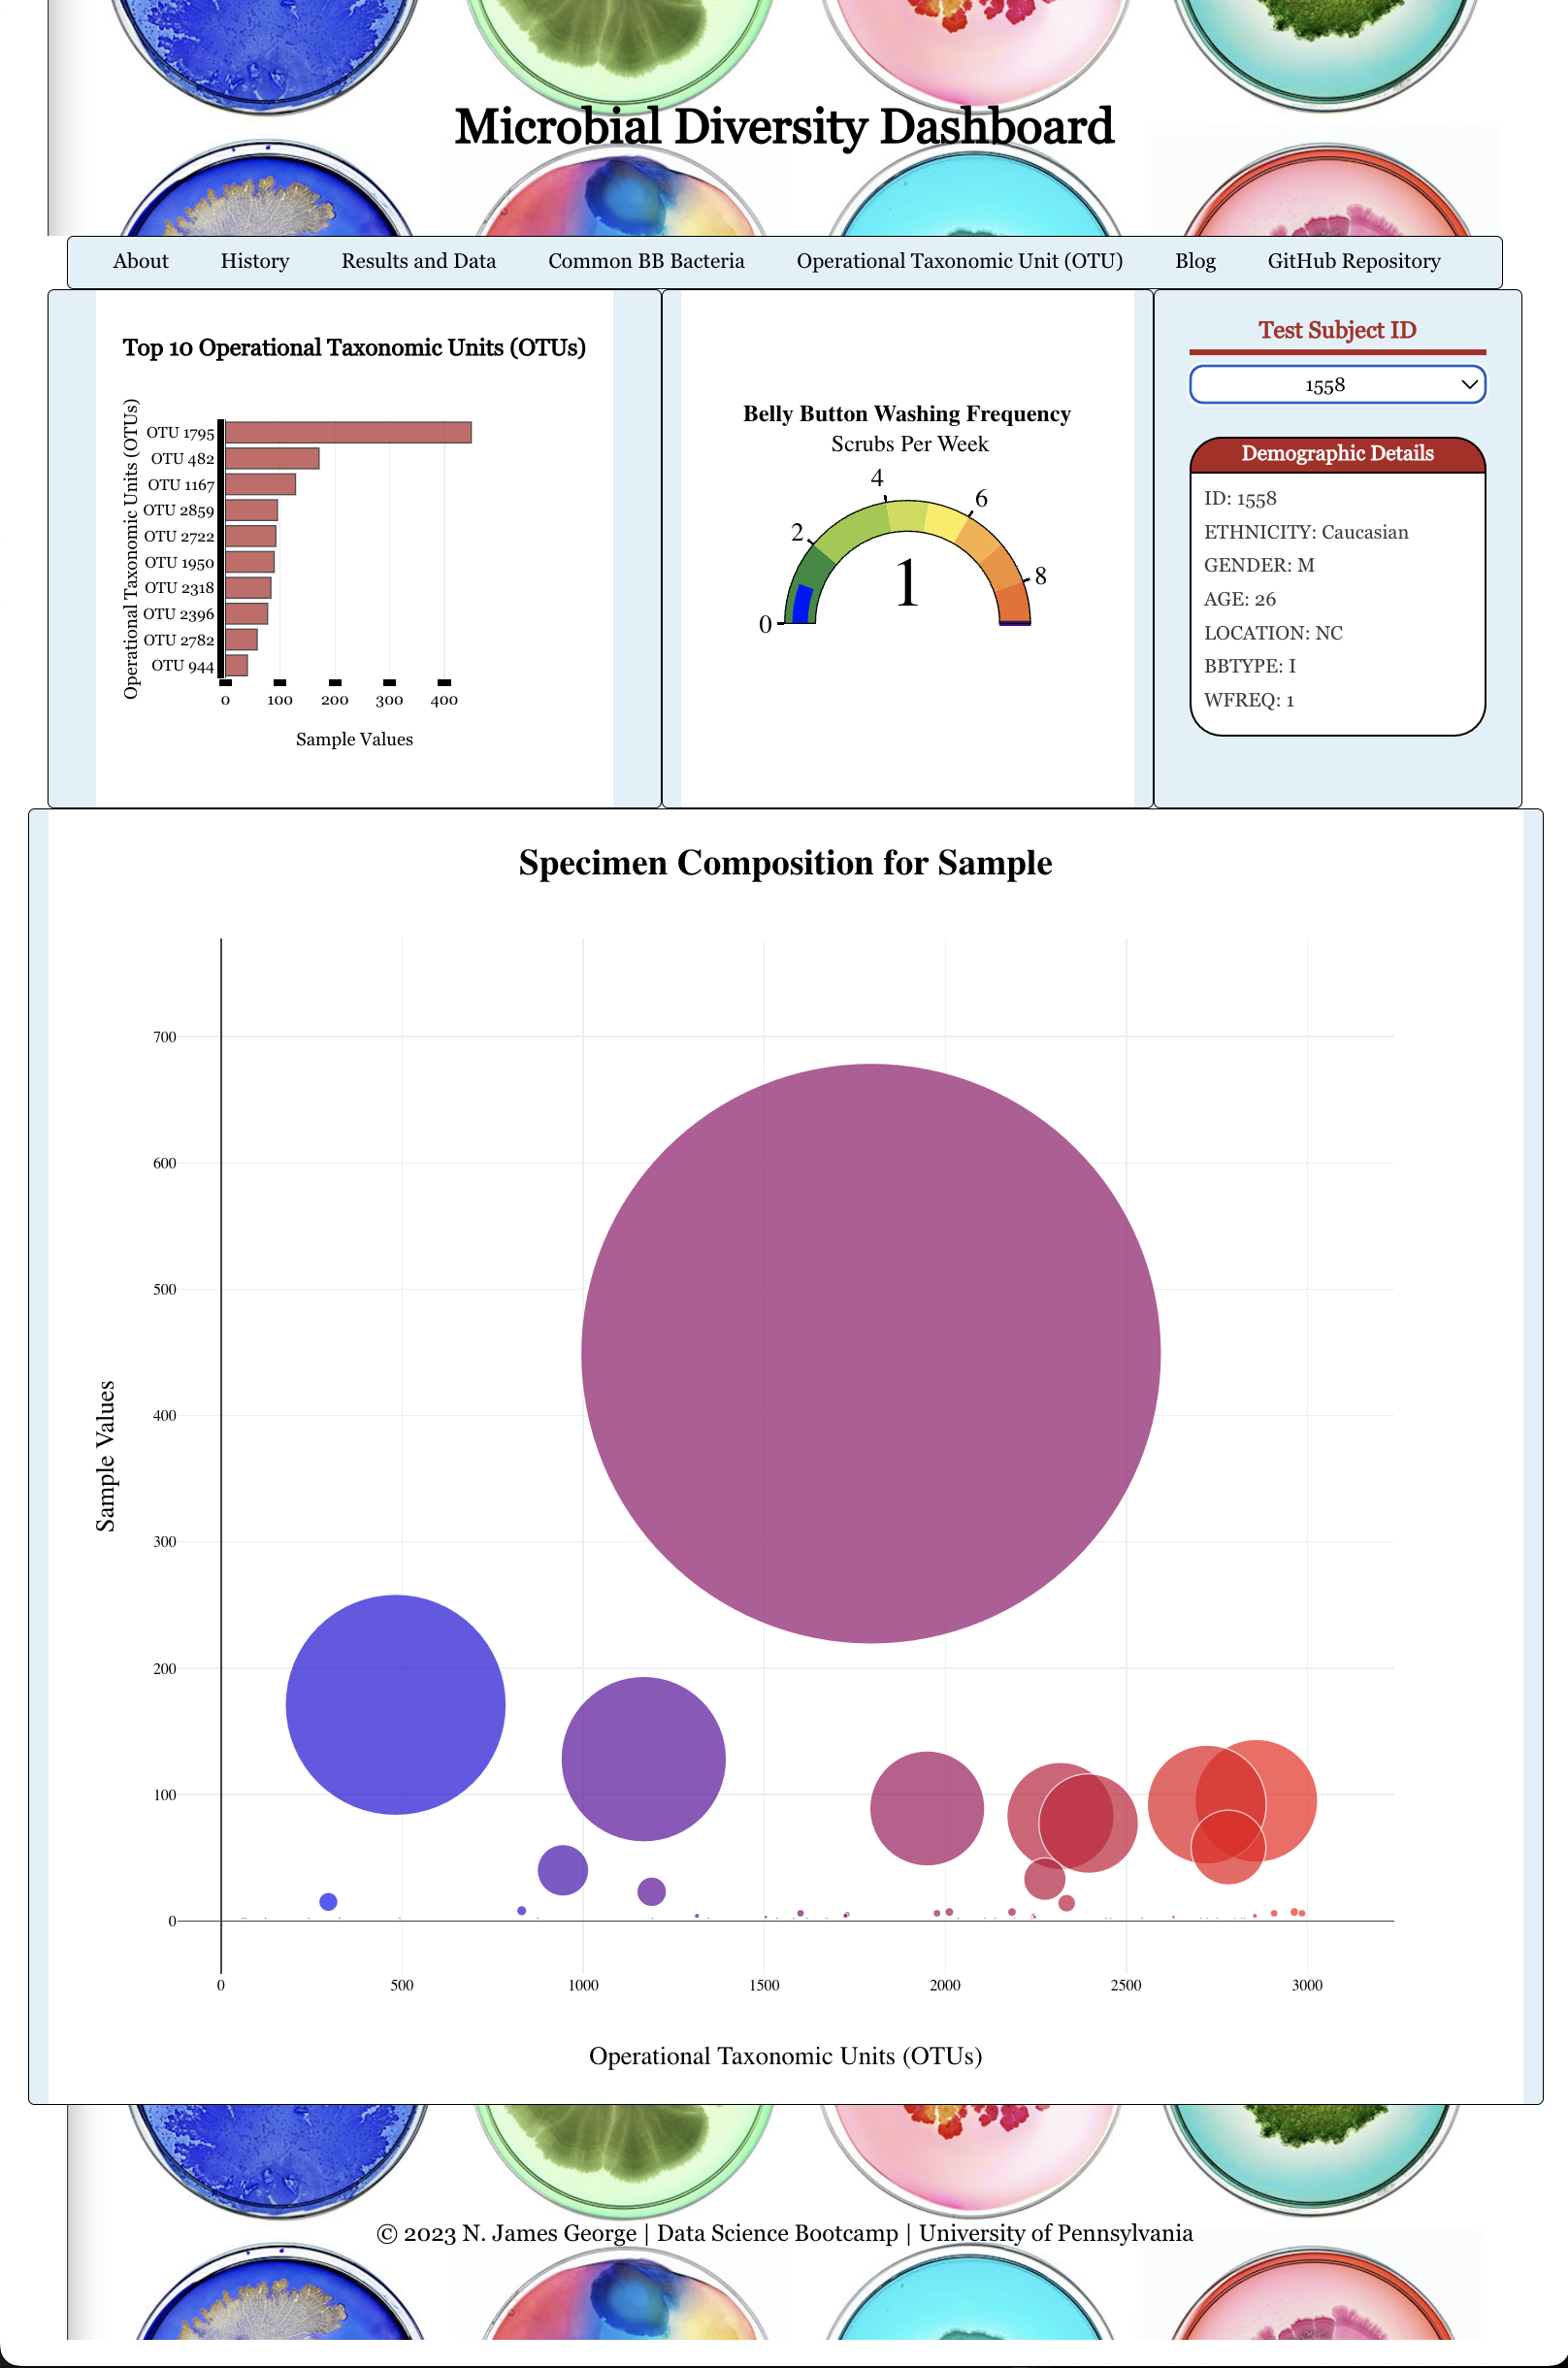 Microbial Diversity Dashboard
About History Results and Data Common BB Bacteria Operational Taxonomic Unit (OTU) Blog GitHub Repository
Top 10 Operational Taxonomic Units (OTUs)
Operational Taxonomic Units (OTUs)
OTU 1795
OTU 482
OTU 1167
OTU 2859
OTU 2722
OTU 1950
OTU 2318
OTU 2396
OTU 2782
OTU 944
0 100 200 300 400
Sample Values
Belly Button Washing Frequency
Scrubs Per Week
0 2 4 6 8
1
Test Subject ID
1558
Demographic Details
ID: 1558
ETHNICITY: Caucasian
GENDER: M
AGE: 26
LOCATION: NC
BBTYPE: I
WFREQ: 1
Specimen Composition for Sample
Sample Values
700
600
500
400
300
200
100
0
0 500 1000 1500 2000 2500 3000
Operational Taxonomic Units (OTUs)
© 2023 N. James George | Data Science Bootcamp | University of Pennsylvania